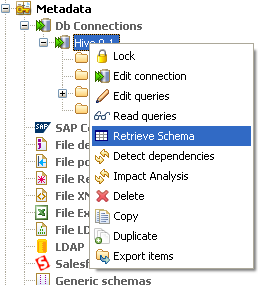 Metadata
Db Connections
Hive 0.1
Lock
Edit connection
Edit queries
Read queries
Retrieve Schema
Detect dependencies
Impact Analysis
Delete
Copy
Duplicate
Export items
SAP C
File de
File po
File Re
File XN
File Ex
File LD
LDAP
Salesf
Generic schemas